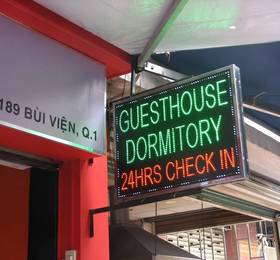 189 BÙI VIỆN, Q.1
GUESTHOUSE
DORMITORY
24HRS CHECK IN